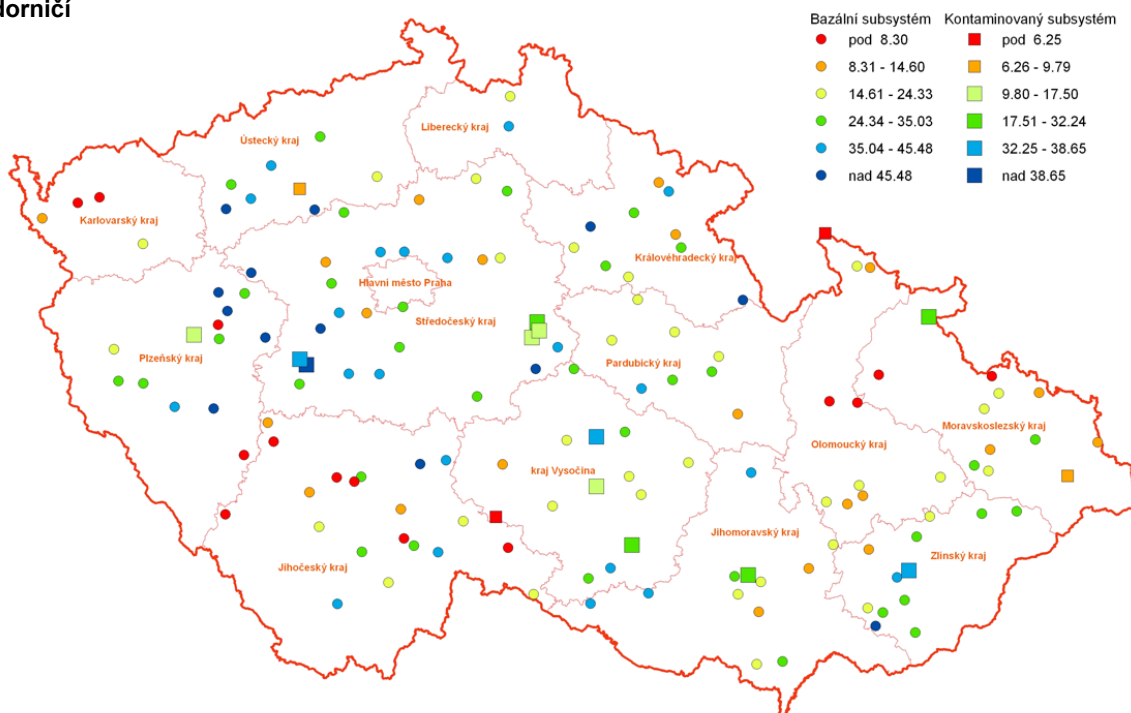 dorničí
Bazální subsystém Kontaminovaný subsystém
pod 8.30 pod 6.25
8.31 - 14.60 6.26 - 9.79
14.61 - 24.33 9.80 - 17.50
24.34 - 35.03 17.51 - 32.24
35.04 - 45.48 32.25 - 38.65
nad 45.48 nad 38.65
Liberecký kraj
Ústecký kraj
Karlovarský kraj
Královéhradecký kraj
Hlavní město Praha
Středočeský kraj
Plzeňský kraj
Pardubický kraj
Moravskoslezský kraj
Olomoucký kraj
kraj Vysočina
Jihomoravský kraj
Zlínský kraj
Jihočeský kraj